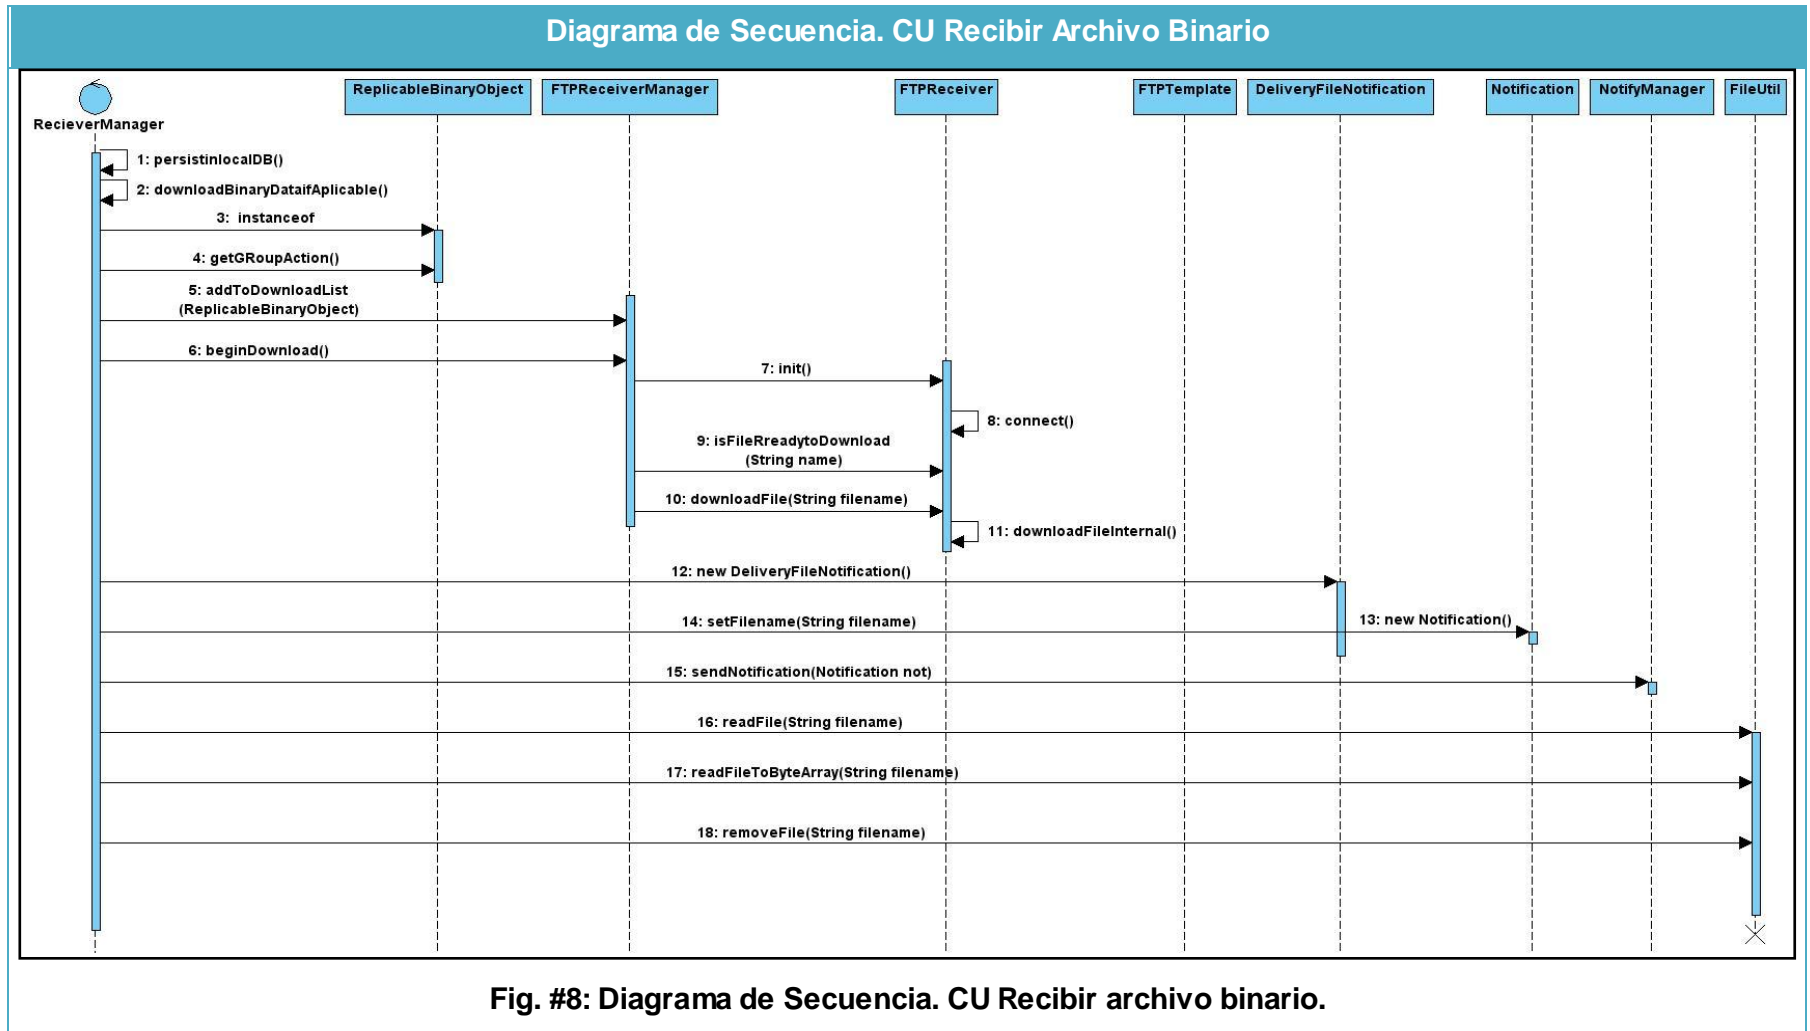 Diagrama de Secuencia. CU Recibir Archivo Binario
RecieverManager
ReplicableBinaryObject
FTPReceiverManager
FTPReceiver
FTPTemplate
DeliveryFileNotification
Notification
NotifyManager
FileUtil
1: persistinlocalDB()
2: downloadBinaryDataifAplicable()
3: instanceof
4: getGRoupAction()
5: addToDownloadList
(ReplicableBinaryObject)
6: beginDownload()
7: init()
8: connect()
9: isFileRreadytoDownload
(String name)
10: downloadFile(String filename)
11: downloadFileInternal()
12: new DeliveryFileNotification()
13: new Notification()
14: setFilename(String filename)
15: sendNotification(Notification not)
16: readFile(String filename)
17: readFileToByteArray(String filename)
18: removeFile(String filename)
Fig. #8: Diagrama de Secuencia. CU Recibir archivo binario.